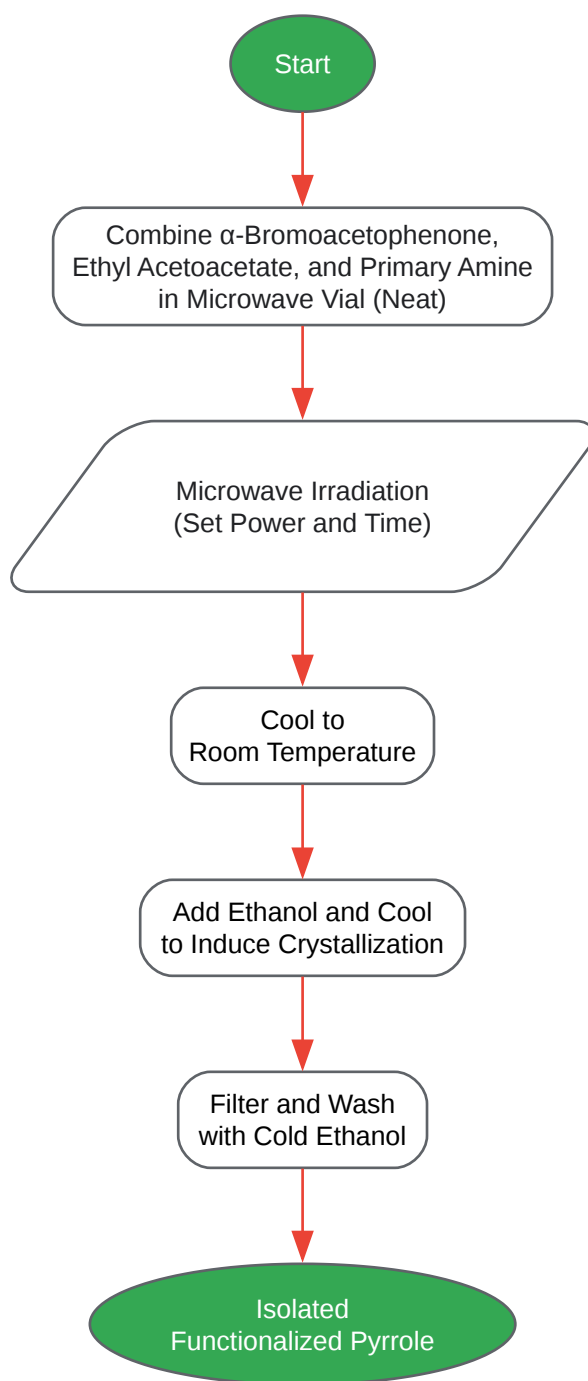 Start
Combine α-Bromoacetophenone,
Ethyl Acetoacetate, and Primary Amine
in Microwave Vial (Neat)
Microwave Irradiation
(Set Power and Time)
Cool to
Room Temperature
Add Ethanol and Cool
to Induce Crystallization
Filter and Wash
with Cold Ethanol
Isolated
Functionalized Pyrrole